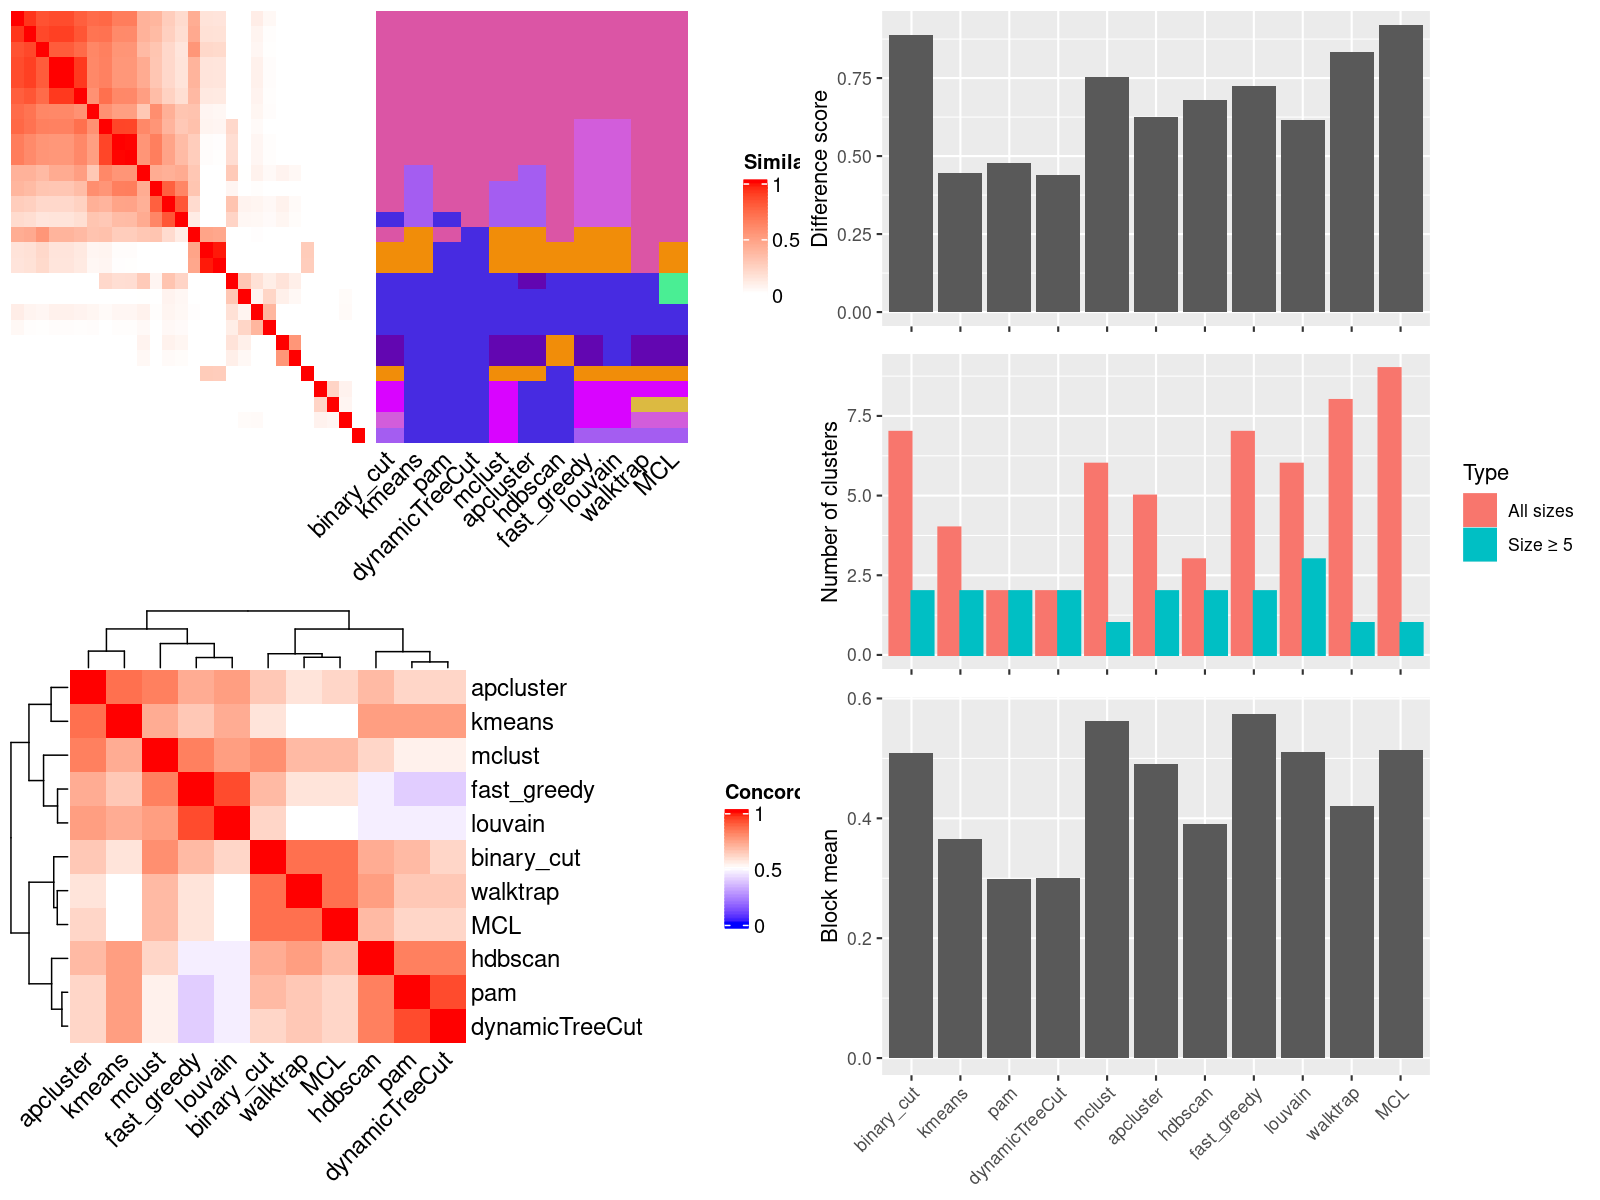 Simila
1
0.5
0
binary_cut
kmeans
pam
dynamicTreeCut
mclust
apcluster
hdbscan
fast_greedy
louvain
walktrap
MCL
apcluster
kmeans
mclust
fast_greedy
louvain
binary_cut
walktrap
MCL
hdbscan
pam
dynamicTreeCut
apcluster
kmeans
mclust
fast_greedy
louvain
binary_cut
walktrap
MCL
hdbscan
pam
dynamicTreeCut
Concord
1
0.5
0
Difference score
0.75
0.50
0.25
0.00
Number of clusters
7.5
5.0
2.5
0.0
Type
All sizes
Size ≥ 5
Block mean
0.6
0.4
0.2
0.0
binary_cut
kmeans
pam
dynamicTreeCut
mclust
apcluster
hdbscan
fast_greedy
louvain
walktrap
MCL